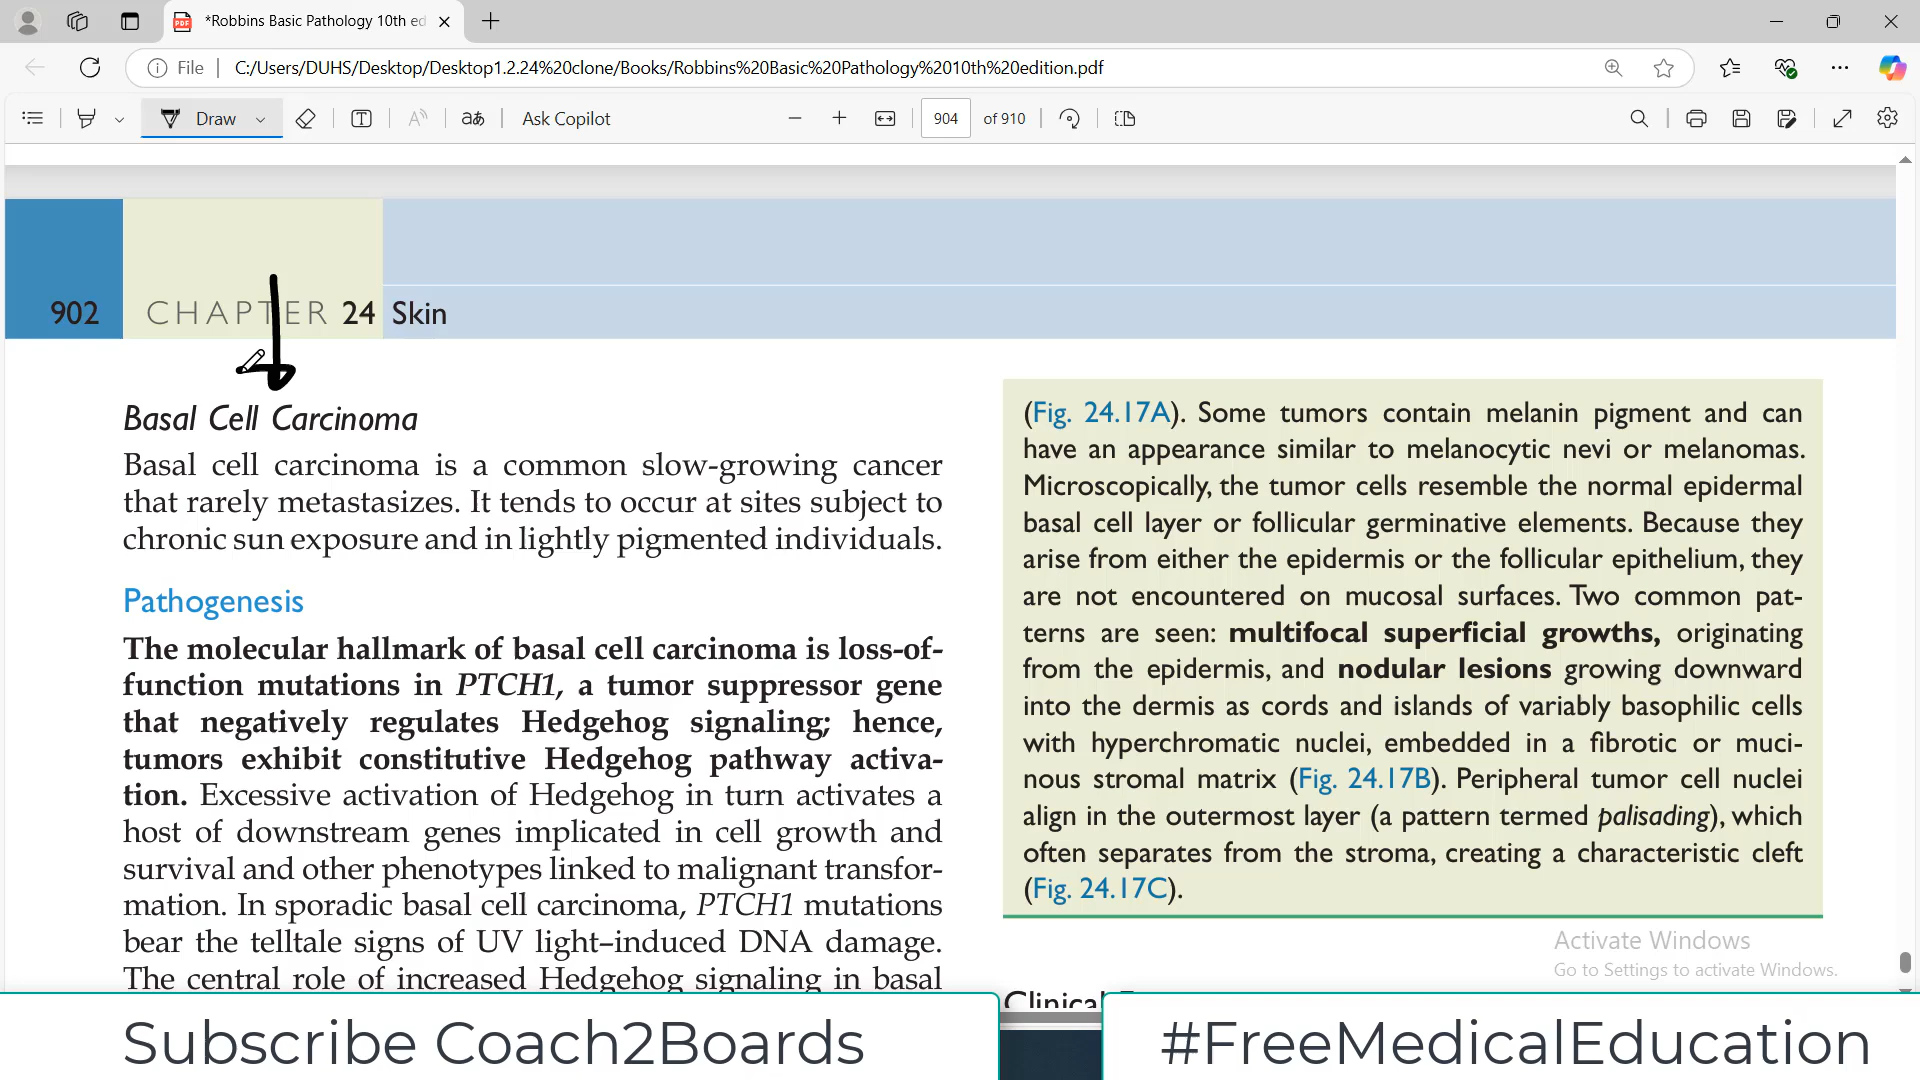 *Robbins Basic Pathology 10th ed
File
C:/Users/DUHS/Desktop/Desktop1.2.24%20clone/Books/Robbins%20Basic%20Pathology%2010th%20edition.pdf
Draw
Ask Copilot
904 of 910
902 CHAPTER 24 Skin
Basal Cell Carcinoma
Basal cell carcinoma is a common slow-growing cancer
that rarely metastasizes. It tends to occur at sites subject to
chronic sun exposure and in lightly pigmented individuals.
Pathogenesis
The molecular hallmark of basal cell carcinoma is loss-of-
function mutations in PTCH1, a tumor suppressor gene
that negatively regulates Hedgehog signaling; hence,
tumors exhibit constitutive Hedgehog pathway activa-
tion. Excessive activation of Hedgehog in turn activates a
host of downstream genes implicated in cell growth and
survival and other phenotypes linked to malignant transfor-
mation. In sporadic basal cell carcinoma, PTCH1 mutations
bear the telltale signs of UV light–induced DNA damage.
The central role of increased Hedgehog signaling in basal
(Fig. 24.17A). Some tumors contain melanin pigment and can
have an appearance similar to melanocytic nevi or melanomas.
Microscopically, the tumor cells resemble the normal epidermal
basal cell layer or follicular germinative elements. Because they
arise from either the epidermis or the follicular epithelium, they
are not encountered on mucosal surfaces. Two common pat-
terns are seen: multifocal superficial growths, originating
from the epidermis, and nodular lesions growing downward
into the dermis as cords and islands of variably basophilic cells
with hyperchromatic nuclei, embedded in a fibrotic or muci-
nous stromal matrix (Fig. 24.17B). Peripheral tumor cell nuclei
align in the outermost layer (a pattern termed palisading), which
often separates from the stroma, creating a characteristic cleft
(Fig. 24.17C).
Activate Windows
Go to Settings to activate Windows.
Clinical
Subscribe Coach2Boards
#FreeMedicalEducation